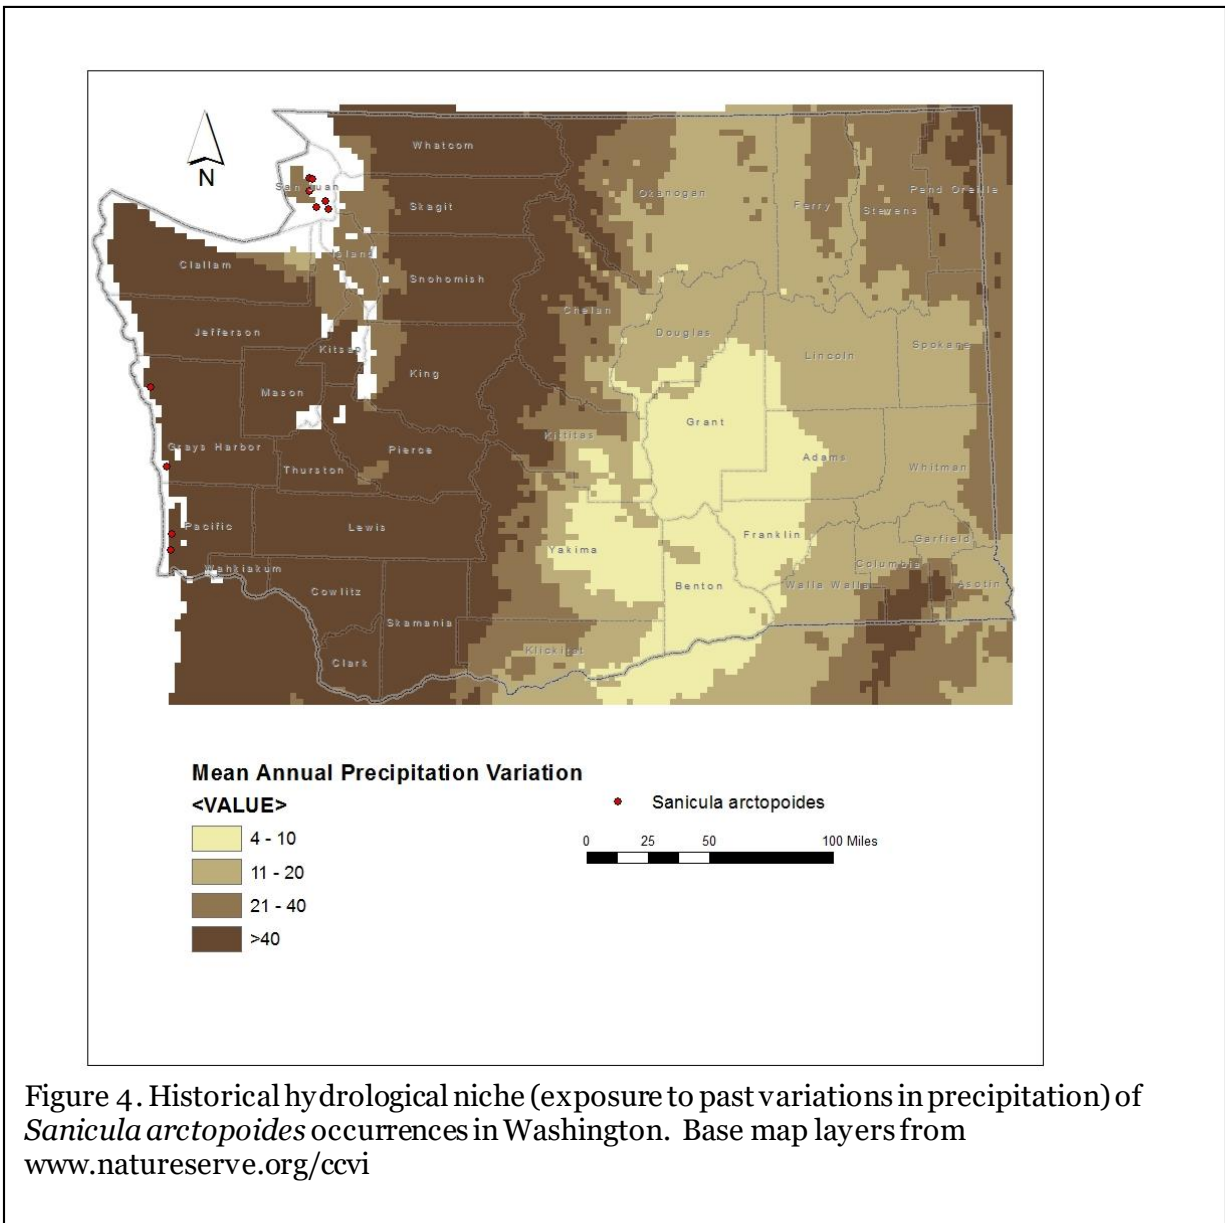 N
Whatcom
San Juan
Skagit
Okanogan
Ferry
Stevens
Pend Oreille
Island
Clallam
Snohomish
Chelan
Jefferson
Kitsap
Douglas
Lincoln
Spokane
King
Mason
Grant
Grays Harbor
Kittitas
Pierce
Thurston
Adams
Whitman
Pacific
Lewis
Franklin
Garfield
Yakima
Columbia
Wahkiakum
Benton
Walla Walla
Asotin
Cowlitz
Skamania
Klickitat
Clark
Mean Annual Precipitation Variation
<VALUE>
4 - 10
11 - 20
21 - 40
>40
Sanicula arctopoides
0 25 50 100 Miles
Figure 4. Historical hydrological niche (exposure to past variations in precipitation) of
Sanicula arctopoides occurrences in Washington. Base map layers from
www.natureserve.org/ccvi